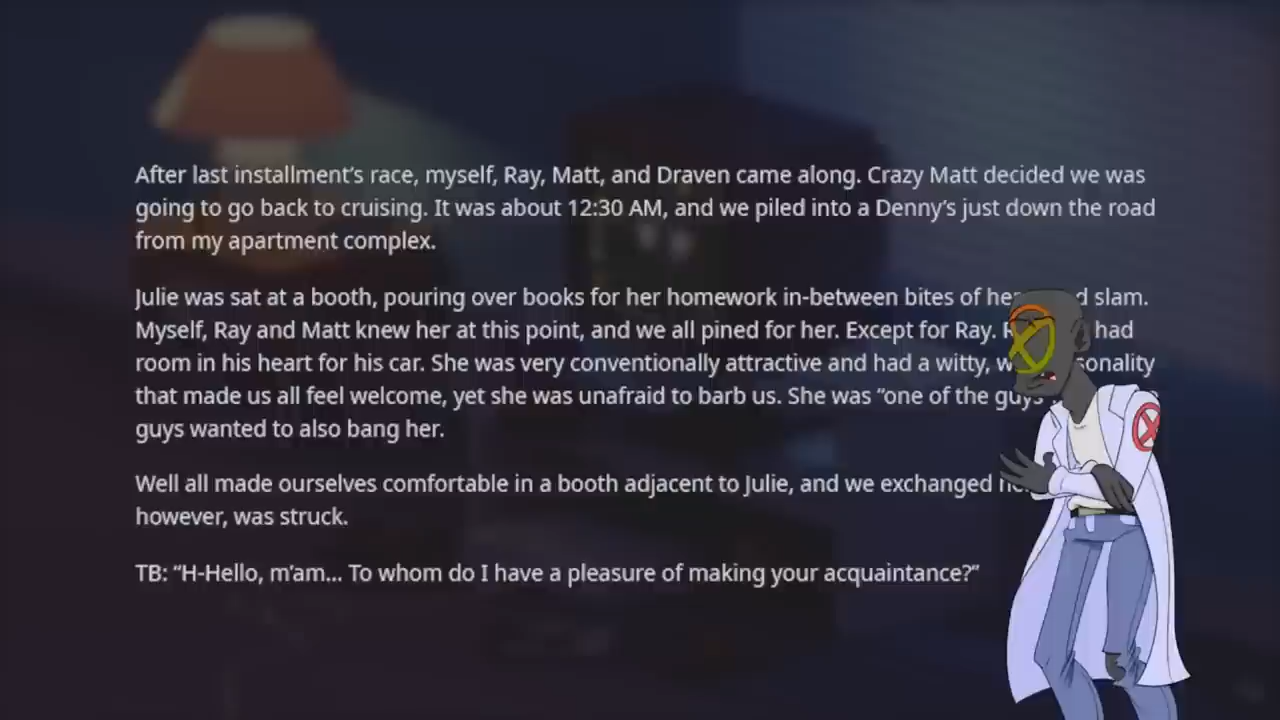 After last installment's race, myself, Ray, Matt, and Draven came along. Crazy Matt decided we was
going to go back to cruising. It was about 12:30 AM, and we piled into a Denny's just down the road
from my apartment complex.
Julie was sat at a booth, pouring over books for her homework in-between bites of her slam.
Myself, Ray and Matt knew her at this point, and we all pined for her. Except for Ray. had
room in his heart for his car. She was very conventionally attractive and had a witty,
that made us all feel welcome, yet she was unafraid to barb us. She was "one of the guys
guys wanted to also bang her.
Well all made ourselves comfortable in a booth adjacent to Julie, and we exchanged
however, was struck.
TB: "H-Hello, m'am... To whom do I have a pleasure of making your acquaintance?"